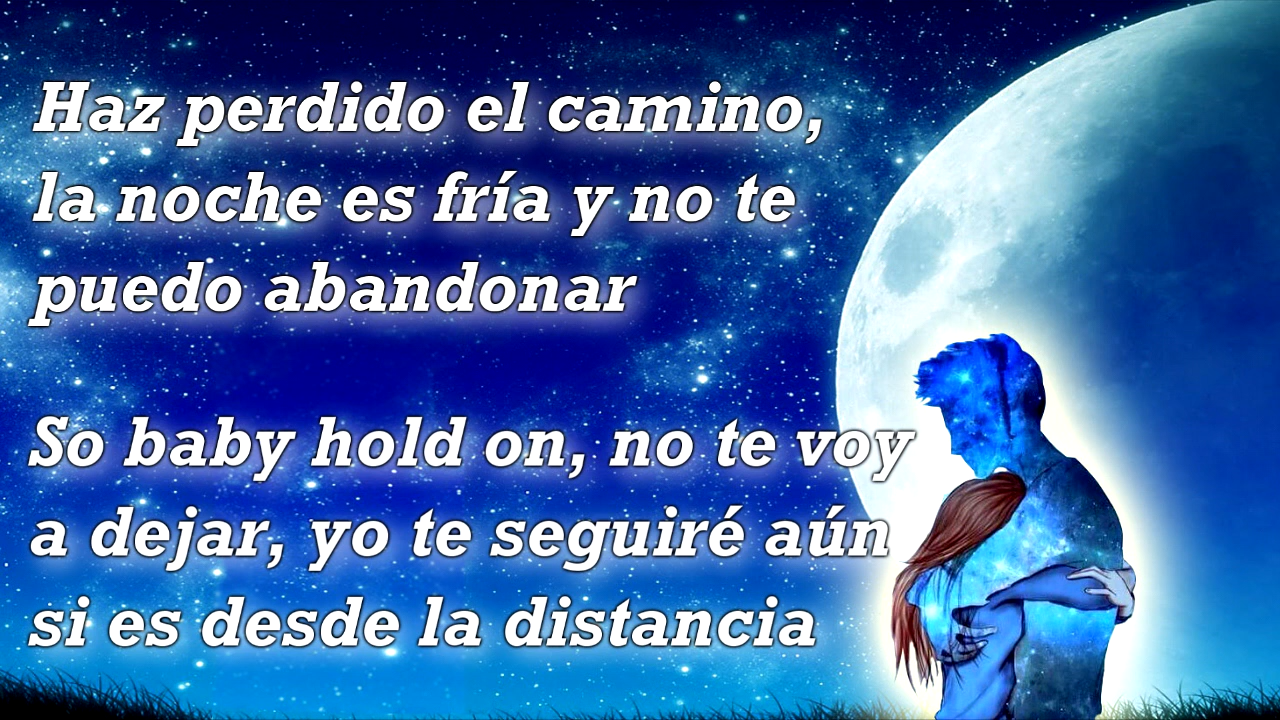 Haz perdido el camino,
la noche es fría y no te
puedo abandonar
So baby hold on, no te voy
a dejar, yo te seguiré aún
si es desde la distancia